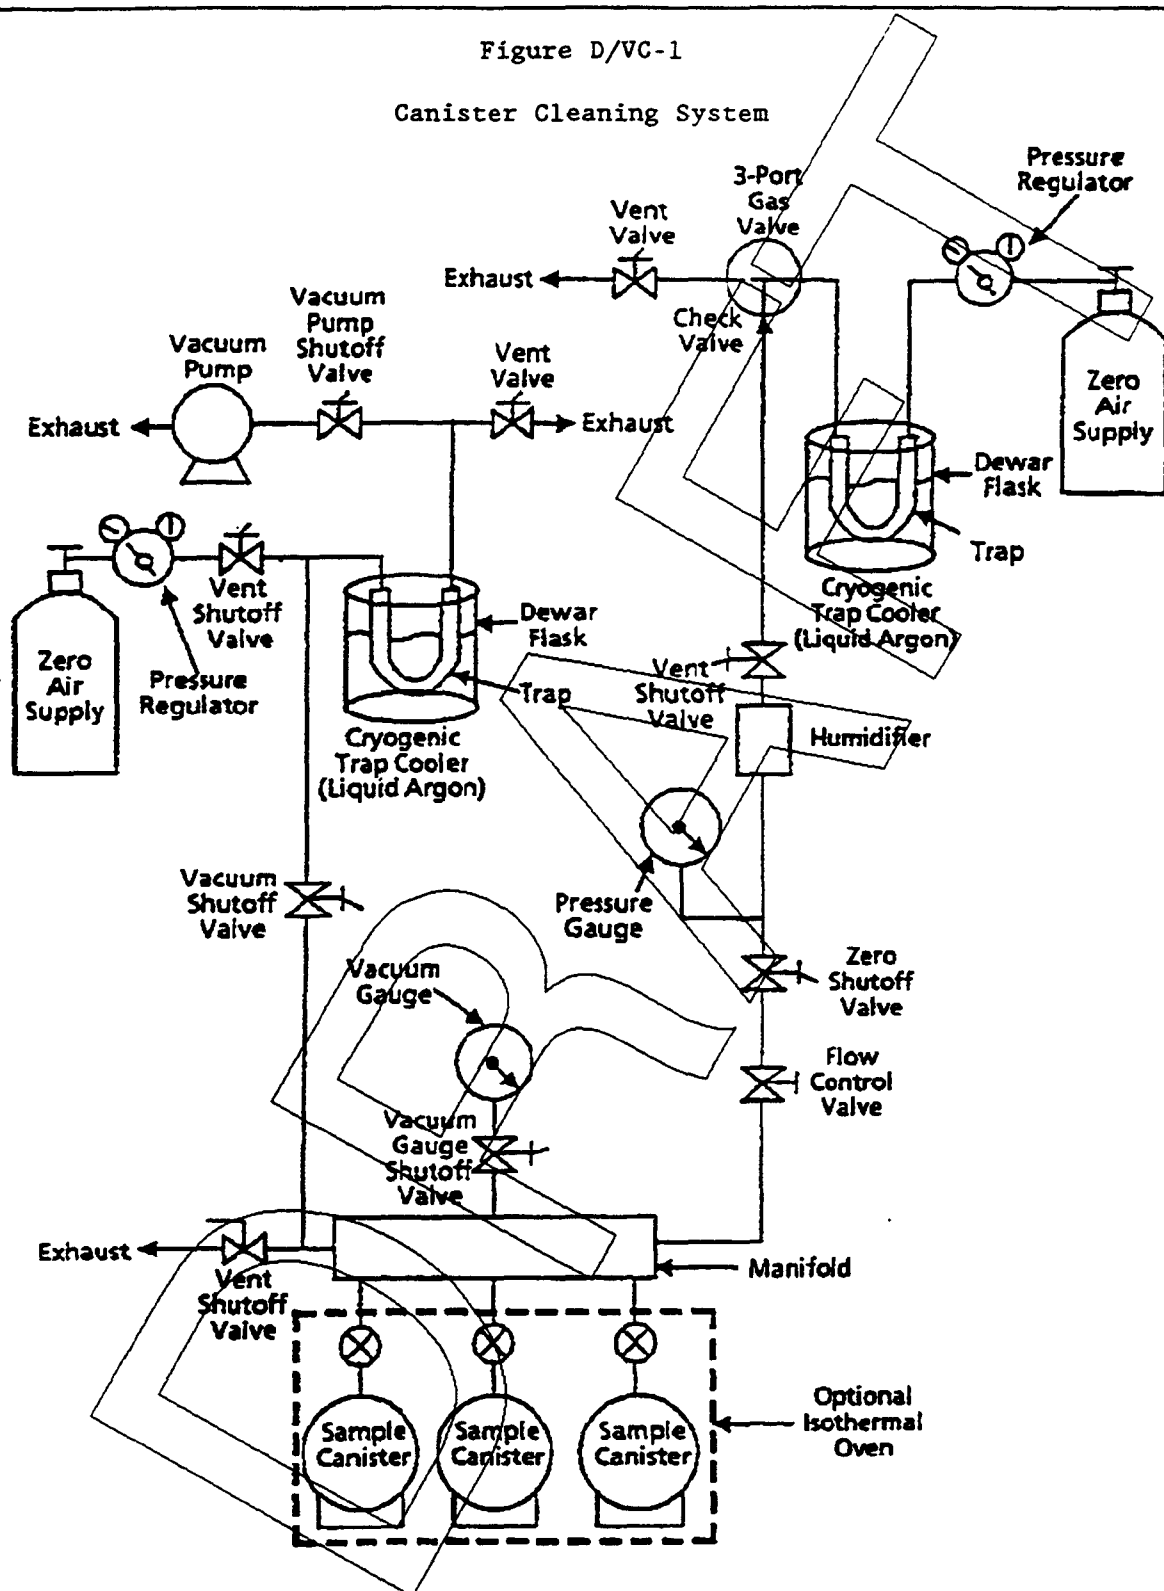 Figure D/VC-1
Canister Cleaning System
Pressure
Regulator
3-Port
Gas
Valve
Vent
Valve
Exhaust
Check
Valve
Zero
Air
Supply
Vacuum
Pump
Shutoff
Valve
Vacuum
Pump
Vent
Valve
Exhaust
Exhaust
Dewar
Flask
Trap
Cryogenic
Trap Cooler
(Liquid Argon)
Vent
Shutoff
Valve
Pressure
Regulator
Zero
Air
Supply
Dewar
Flask
Trap
Cryogenic
Trap Cooler
(Liquid Argon)
Vent
Shutoff
Valve
Humidifier
Pressure
Gauge
Vacuum
Shutoff
Valve
Zero
Shutoff
Valve
Vacuum
Gauge
Flow
Control
Valve
Vacuum
Gauge
Shutoff
Valve
Exhaust
Vent
Shutoff
Valve
Manifold
Sample
Canister
Sample
Canister
Sample
Canister
Optional
Isothermal
Oven
DRAFT